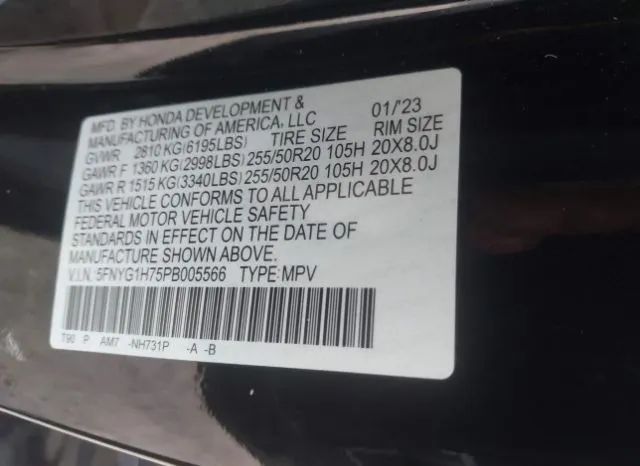 MFD. BY HONDA DEVELOPMENT &
MANUFACTURING OF AMERICA, LLC 01/'23
GVWR 2810 KG(6195LBS) TIRE SIZE RIM SIZE
GAWR F 1360 KG(2998LBS) 255/50R20 105H 20X8.0J
GAWR R 1515 KG(3340LBS) 255/50R20 105H 20X8.0J
THIS VEHICLE CONFORMS TO ALL APPLICABLE
FEDERAL MOTOR VEHICLE SAFETY
STANDARDS IN EFFECT ON THE DATE OF
MANUFACTURE SHOWN ABOVE.
V.I.N.:5FNYG1H75PB005566 TYPE:MPV
T90 P AM7 -NH731P -A -B